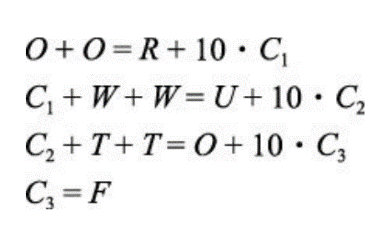 O + O = R + 10 · C₁
C₁ + W + W = U + 10 · C₂
C₂ + T + T = O + 10 · C₃
C₃ = F